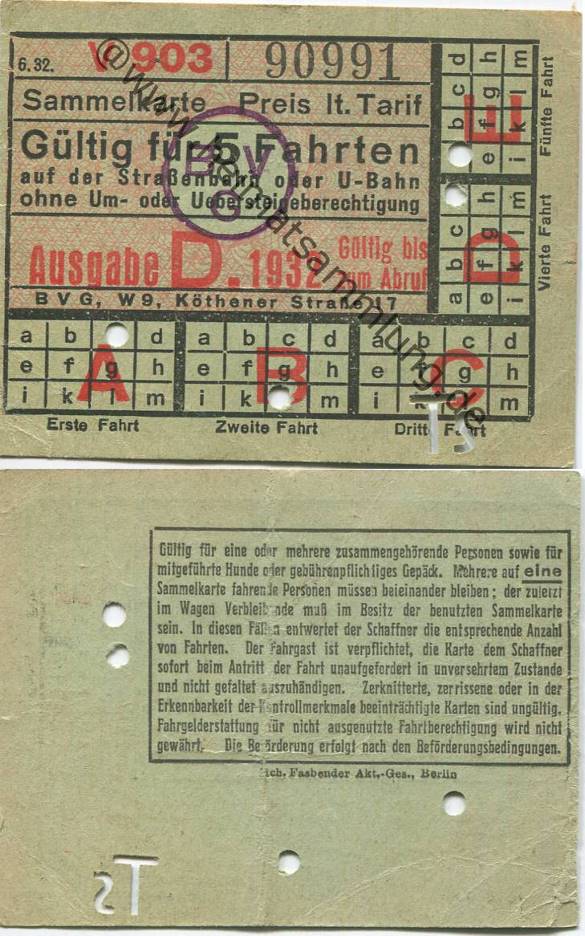 6.32. V 903 90991
Sammelkarte Preis lt. Tarif
Gültig für 5 Fahrten
auf der Straßenbahn oder U-Bahn
ohne Um- oder Uebersteigeberechtigung
BVG
Ausgabe D. 1932 Gültig bis
zum Abruf
BVG, W9, Köthener Straße 17
a b d
e f g h
i k l m
A
Erste Fahrt
a b c d
e f g h
i k m
B
Zweite Fahrt
a b c d
e f g h
i k l m
C
Dritte Fahrt
a b c d
e f g h
i k l m
D
Vierte Fahrt
b c d
e f g h
i k l m
E
Fünfte Fahrt
TS
Gültig für eine oder mehrere zusammengehörende Personen sowie für
mitgeführte Hunde oder gebührenpflichtiges Gepäck. Mehrere auf eine
Sammelkarte fahrende Personen müssen beieinander bleiben; der zuletzt
im Wagen Verbleibende muß im Besitz der benutzten Sammelkarte
sein. In diesen Fällen entwertet der Schaffner die entsprechende Anzahl
von Fahrten. Der Fahrgast ist verpflichtet, die Karte dem Schaffner
sofort beim Antritt der Fahrt unaufgefordert in unversehrtem Zustande
und nicht gefaltet auszuhändigen. Zerknitterte, zerrissene oder in der
Erkennbarkeit der Kontrollmerkmale beeinträchtigte Karten sind ungültig.
Fahrgelderstattung für nicht ausgenutzte Fahrtberechtigung wird nicht
gewährt. Die Beförderung erfolgt nach den Beförderungsbedingungen.
ich. Fasbender Akt.-Ges., Berlin
TS